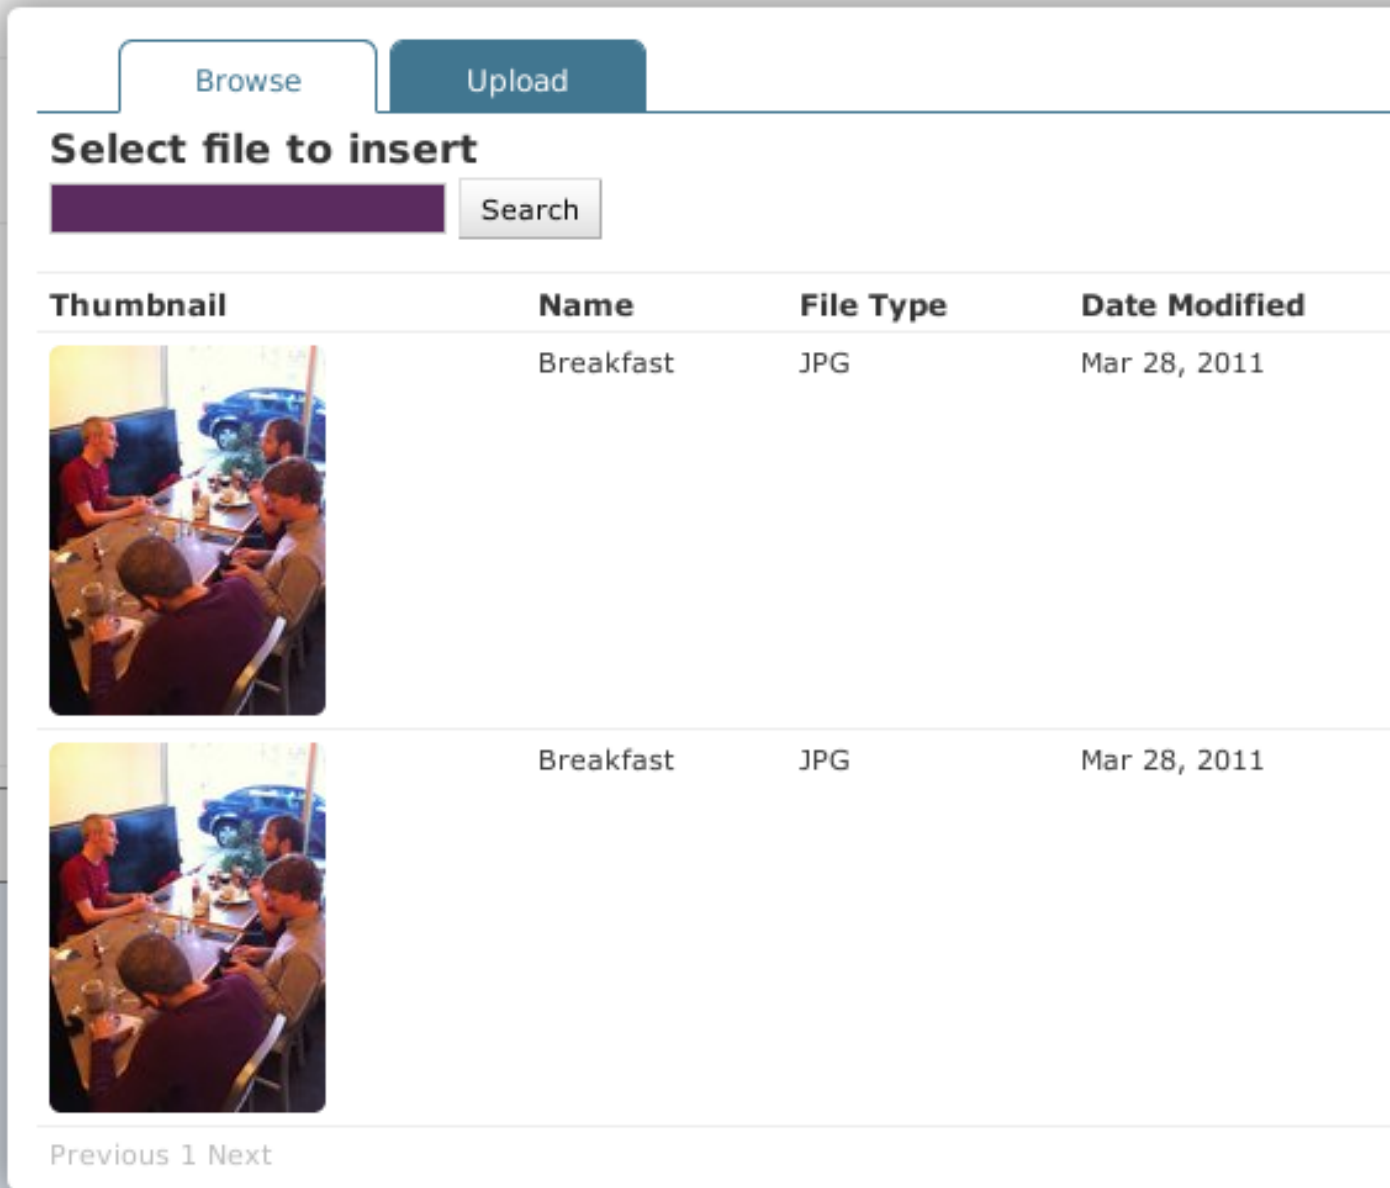 Browse Upload
Select file to insert
Search
Thumbnail Name File Type Date Modified
Breakfast JPG Mar 28, 2011
Breakfast JPG Mar 28, 2011
Previous 1 Next